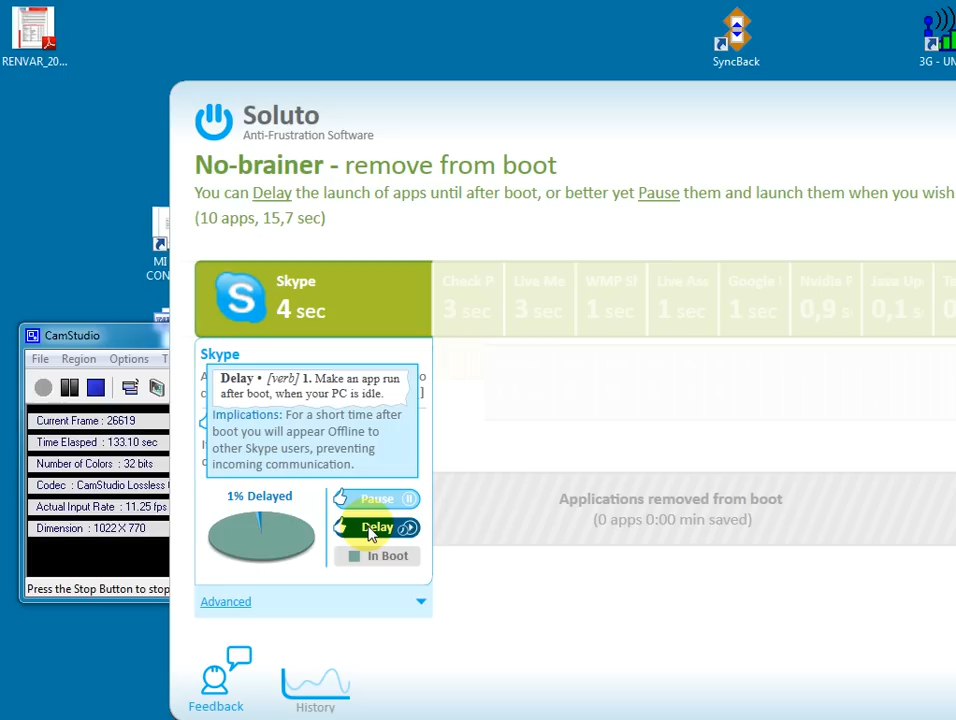 RENVAR_20...
SyncBack
3G - UN
Soluto
Anti-Frustration Software
No-brainer - remove from boot
You can Delay the launch of apps until after boot, or better yet Pause them and launch them when you wish
(10 apps, 15,7 sec)
MI
CON
Skype
4 sec
Check P
3 sec
Live Me
3 sec
WMP S
1 sec
Live Ass
1 sec
Google
1 sec
Nvidia
0,9 s
Java Up
0,1 s
CamStudio
File Region Options T
Current Frame : 26619
Time Elasped : 133.10 sec
Number of Colors : 32 bits
Codec : CamStudio Lossless
Actual Input Rate : 11.25 fps
Dimension : 1022 X 770
Press the Stop Button to stop
Skype
Delay • [verb] 1. Make an app run
after boot, when your PC is idle.
Implications: For a short time after
boot you will appear Offline to
other Skype users, preventing
incoming communication.
1% Delayed
Pause
Delay
In Boot
Applications removed from boot
(0 apps 0:00 min saved)
Advanced
Feedback
History